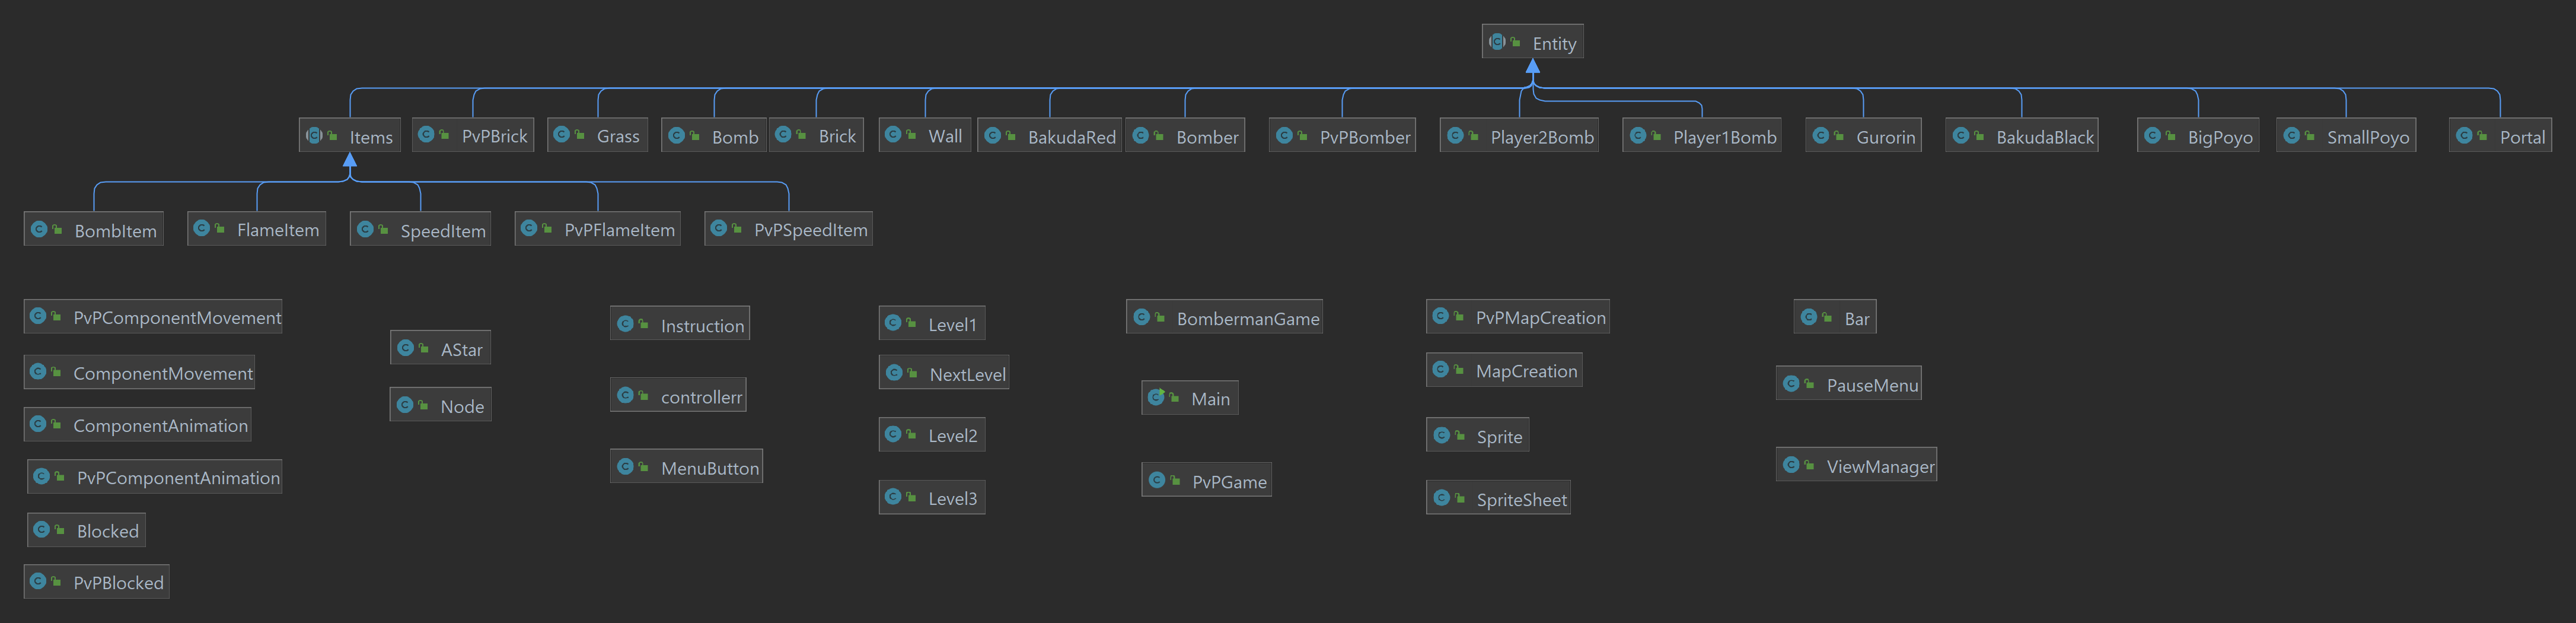 Entity
Items
PvPBrick
Grass
Bomb
Brick
Wall
BakudaRed
Bomber
PvPBomber
Player2Bomb
Player1Bomb
Gurorin
BakudaBlack
BigPoyo
SmallPoyo
Portal
BombItem
FlameItem
SpeedItem
PvPFlameItem
PvPSpeedItem
PvPComponentMovement
ComponentMovement
ComponentAnimation
PvPComponentAnimation
Blocked
PvPBlocked
AStar
Node
Instruction
controllerr
MenuButton
Level1
NextLevel
Level2
Level3
BombermanGame
Main
PvPGame
PvPMapCreation
MapCreation
Sprite
SpriteSheet
Bar
PauseMenu
ViewManager